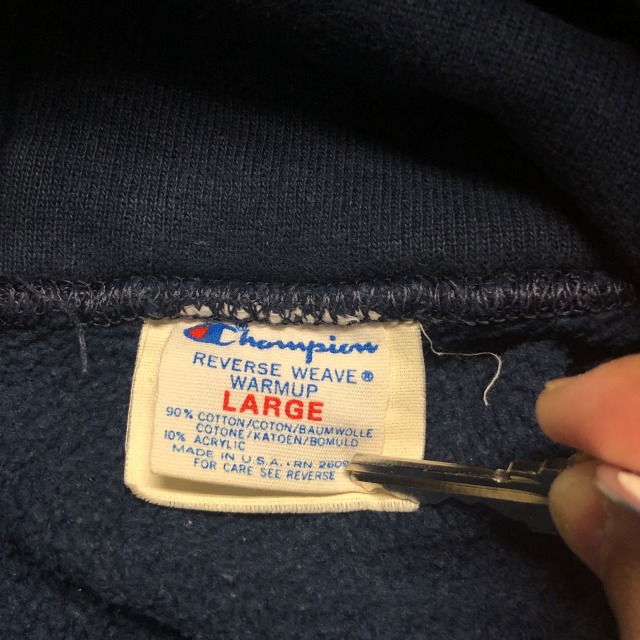 Champion
REVERSE WEAVE®
WARMUP
LARGE
90% COTTON/COTON/BAUMWOLLE
COTONE/KATOEN/BOMULD
10% ACRYLIC
MADE IN U.S.A. • RN
FOR CARE SEE REVERSE